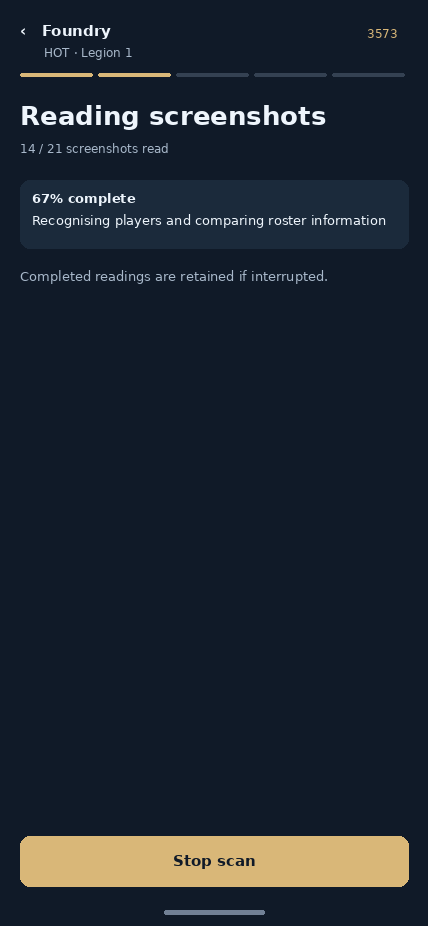 ‹ Foundry
3573
HOT · Legion 1
Reading screenshots
14 / 21 screenshots read
67% complete
Recognising players and comparing roster information
Completed readings are retained if interrupted.
Stop scan